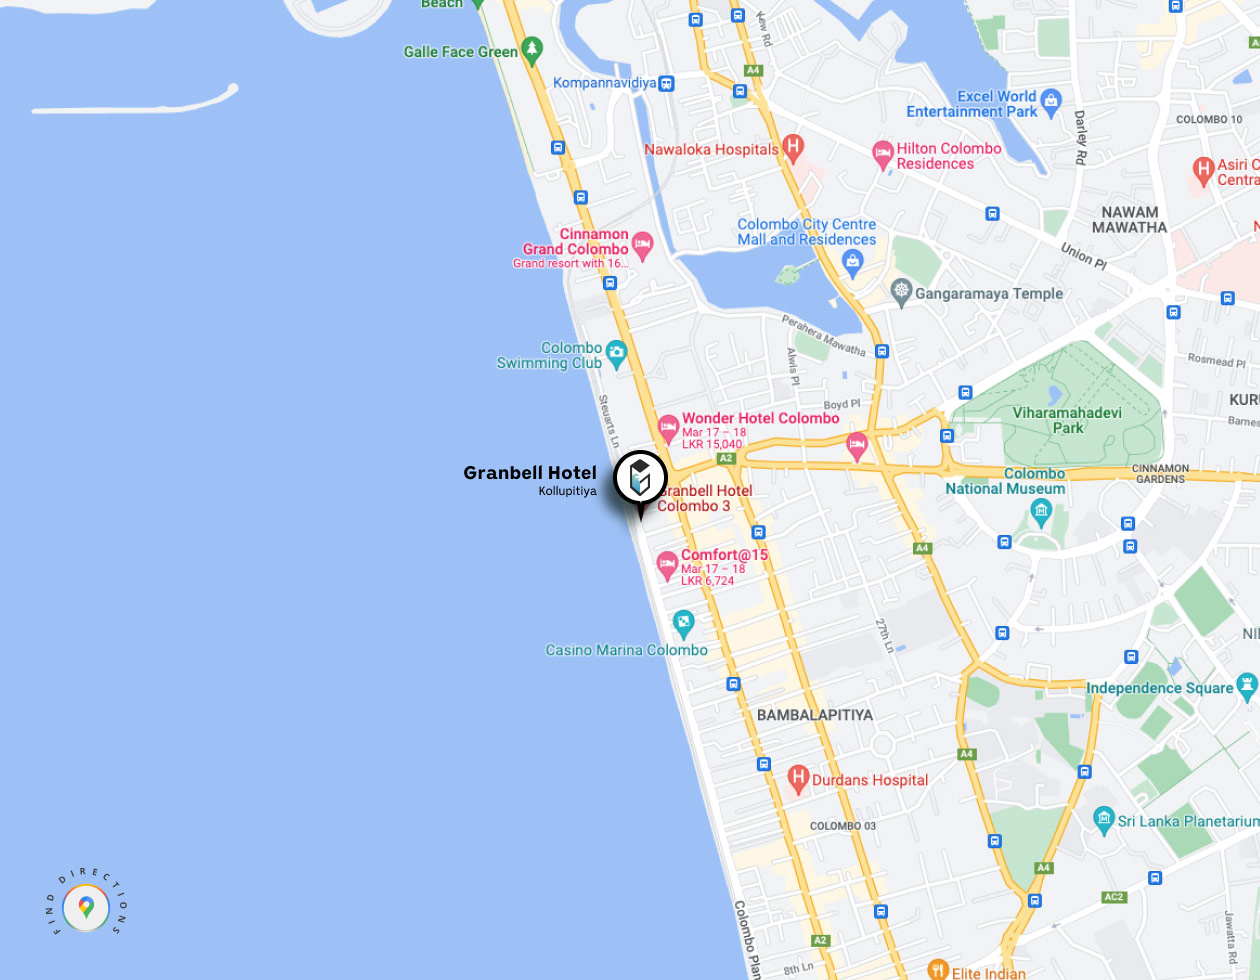 Beach
Galle Face Green
Kew Rd
A4
Kompannavidiya
Excel World
Entertainment Park
Darley Rd
COLOMBO 10
Nawaloka Hospitals
Hilton Colombo
Residences
Asiri C
Centra
NAWAM
MAWATHA
Cinnamon
Grand Colombo
Grand resort with 16...
Colombo City Centre
Mall and Residences
Union Pl
Gangaramaya Temple
Perahera Mawatha
Colombo
Swimming Club
Alwis Pl
Rosmead Pl
Steuarts Ln
Boyd Pl
KURU
Barnes
Wonder Hotel Colombo
Mar 17 – 18
LKR 15,040
Viharamahadevi
Park
A2
Granbell Hotel
Kollupitiya
Granbell Hotel
Colombo 3
Colombo
National Museum
CINNAMON
GARDENS
A4
Comfort@15
Mar 17 – 18
LKR 6,724
Casino Marina Colombo
27th Ln
NI
Independence Square
BAMBALAPITIYA
A4
Durdans Hospital
COLOMBO 03
Sri Lanka Planetarium
A4
AC2
FIND DIRECTIONS
Colombo Plan
A2
8th Ln
Jawatta Rd
Elite Indian